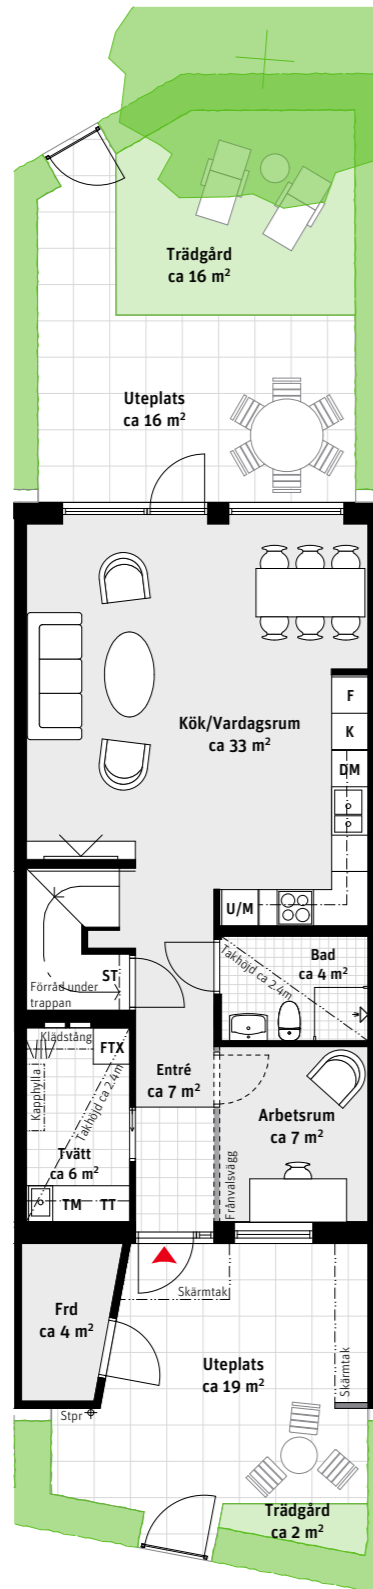 Trädgård
ca 16 m²
Uteplats
ca 16 m²
Kök/Vardagsrum
ca 33 m²
F
K
DM
U/M
Bad
ca 4 m²
Takhöjd ca 2.4m
ST
Förråd under
trappan
Klädstång
FTX
Kapphylla
Takhöjd ca 2.4m
Entré
ca 7 m²
Arbetsrum
ca 7 m²
Tvätt
ca 6 m²
TM
TT
Frånvalsvägg
Skärmtak
Frd
ca 4 m²
Uteplats
ca 19 m²
Skärmtak
Stpr
Trädgård
ca 2 m²